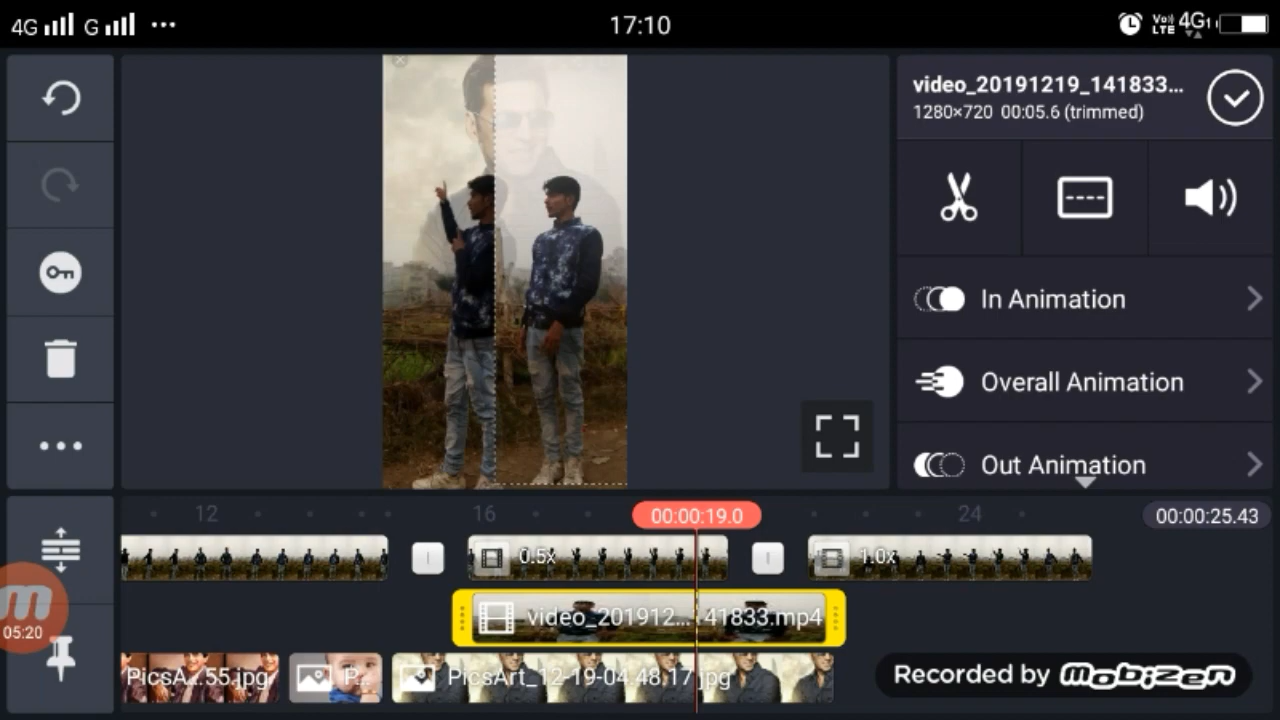 4G G 17:10 Vo)) LTE 4G
video_20191219_141833...
1280×720 00:05.6 (trimmed)
In Animation
Overall Animation
Out Animation
12 16 00:00:19.0 24 00:00:25.43
0.5x 1.0x
video_201912... 41833.mp4
05:20
PicsA...55.jpg P... PicsArt_12-19-04.48.17.jpg
Recorded by mobizen